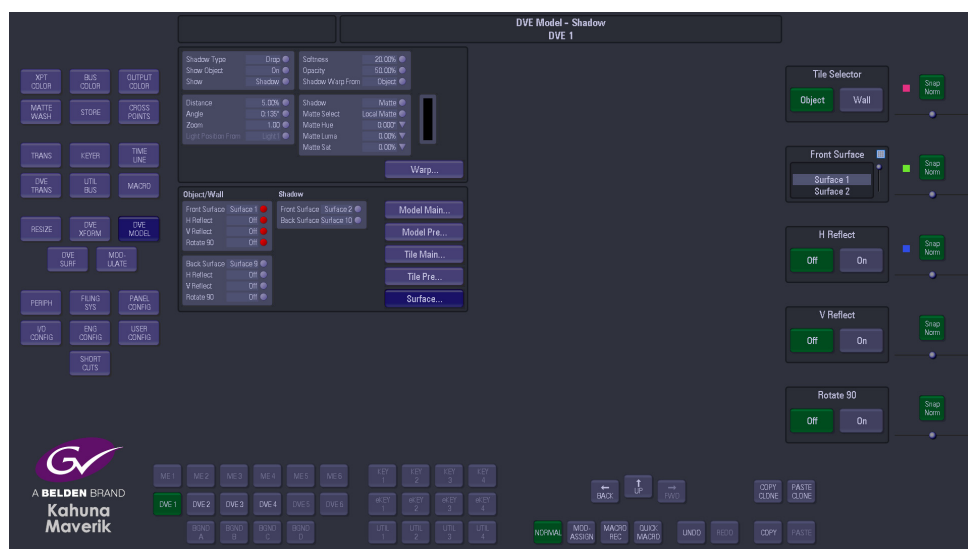 DVE Model - Shadow
DVE 1
XPT COLOR
BUS COLOR
OUTPUT COLOR
MATTE WASH
STORE
CROSS POINTS
TRANS
KEYER
TIME LINE
DVE TRANS
UTIL BUS
MACRO
RESIZE
DVE XFORM
DVE MODEL
DVE SURF
MOD- ULATE
PERIPH
FILING SYS
PANEL CONFIG
I/O CONFIG
ENG CONFIG
USER CONFIG
SHORT CUTS
Shadow Type Drop
Show Object On
Show Shadow
Softness 20.00%
Opacity 50.00%
Shadow Warp From Object
Distance 5.00%
Angle 0.135°
Zoom 1.00
Light Position From Light 1
Shadow Matte
Matte Select Local Matte
Matte Hue 0.000°
Matte Luma 0.00%
Matte Sat 0.00%
Warp...
Object/Wall
Shadow
Front Surface Surface 1
H Reflect Off
V Reflect Off
Rotate 90 Off
Front Surface Surface 2
Back Surface Surface 10
Back Surface Surface 9
H Reflect Off
V Reflect Off
Rotate 90 Off
Model Main...
Model Pre...
Tile Main...
Tile Pre...
Surface...
Tile Selector
Object Wall
Snap Norm
Front Surface
Surface 1
Surface 2
Snap Norm
H Reflect
Off On
Snap Norm
V Reflect
Off On
Snap Norm
Rotate 90
Off On
Snap Norm
GV
A BELDEN BRAND
Kahuna
Maverik
ME 1 ME 2 ME 3 ME 4 ME 5 ME 6
KEY 1 KEY 2 KEY 3 KEY 4
DVE 1 DVE 2 DVE 3 DVE 4 DVE 5 DVE 6
eKEY 1 eKEY 2 eKEY 3 eKEY 4
BGND A BGND B BGND C BGND D
UTIL 1 UTIL 2 UTIL 3 UTIL 4
← BACK
↑ UP
→ FWD
COPY CLONE
PASTE CLONE
NORMAL
MOD- ASSIGN
MACRO REC
QUICK MACRO
UNDO
REDO
COPY
PASTE